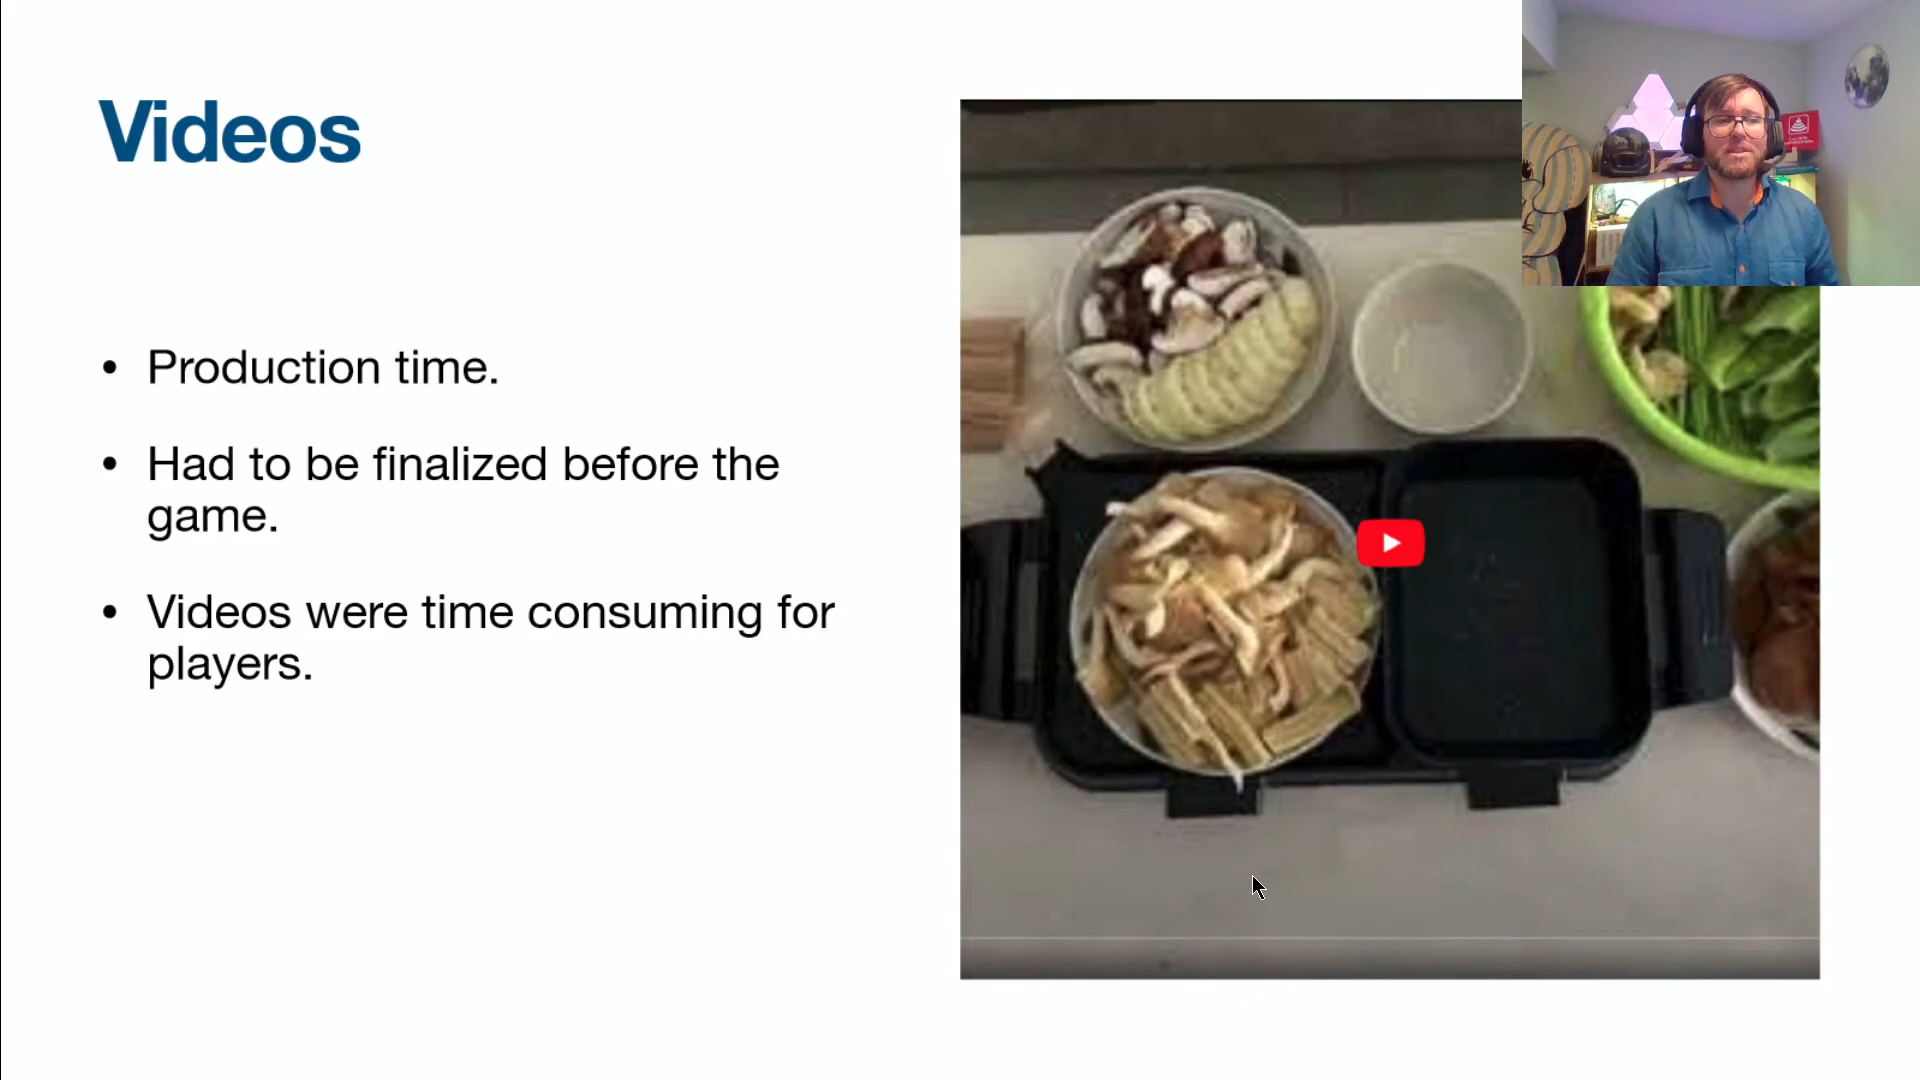 Videos
• Production time.
• Had to be finalized before the
game.
• Videos were time consuming for
players.